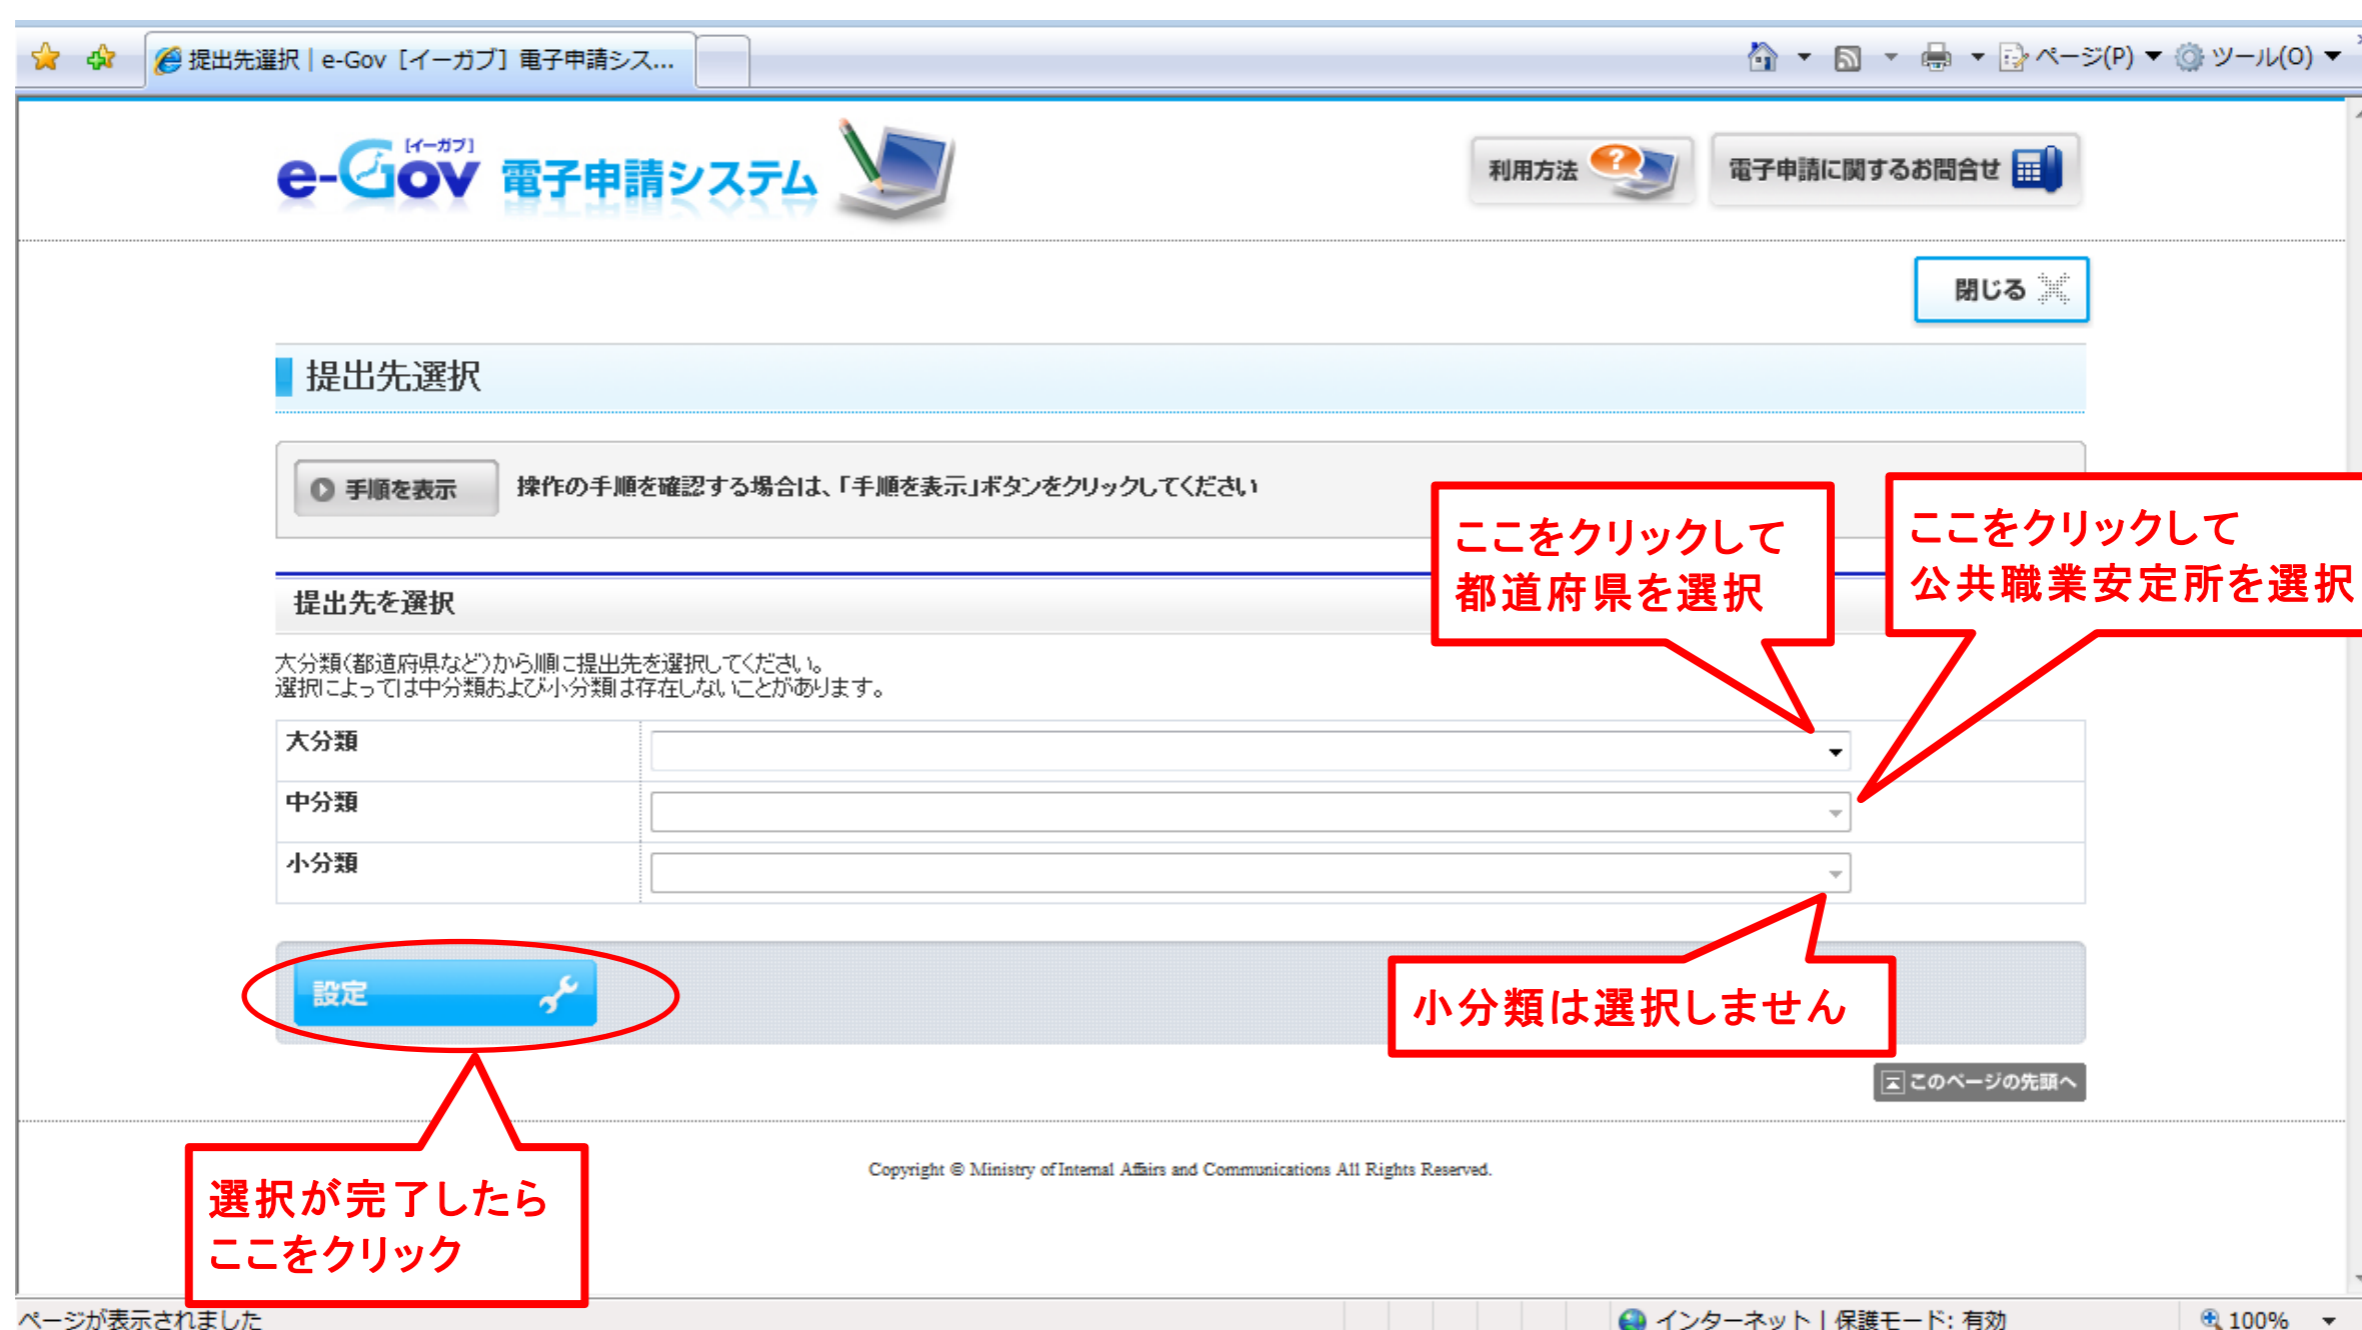 提出先選択 | e-Gov［イーガブ］電子申請シス...
ページ(P)
ツール(O)
[イーガブ]
e-Gov 電子申請システム
利用方法
電子申請に関するお問合せ
閉じる
提出先選択
手順を表示
操作の手順を確認する場合は、「手順を表示」ボタンをクリックしてください
ここをクリックして
都道府県を選択
ここをクリックして
公共職業安定所を選択
提出先を選択
大分類(都道府県など)から順に提出先を選択してください。
選択によっては中分類および小分類は存在しないことがあります。
大分類
中分類
小分類
設定
小分類は選択しません
このページの先頭へ
選択が完了したら
ここをクリック
Copyright © Ministry of Internal Affairs and Communications All Rights Reserved.
ページが表示されました
インターネット | 保護モード: 有効
100%